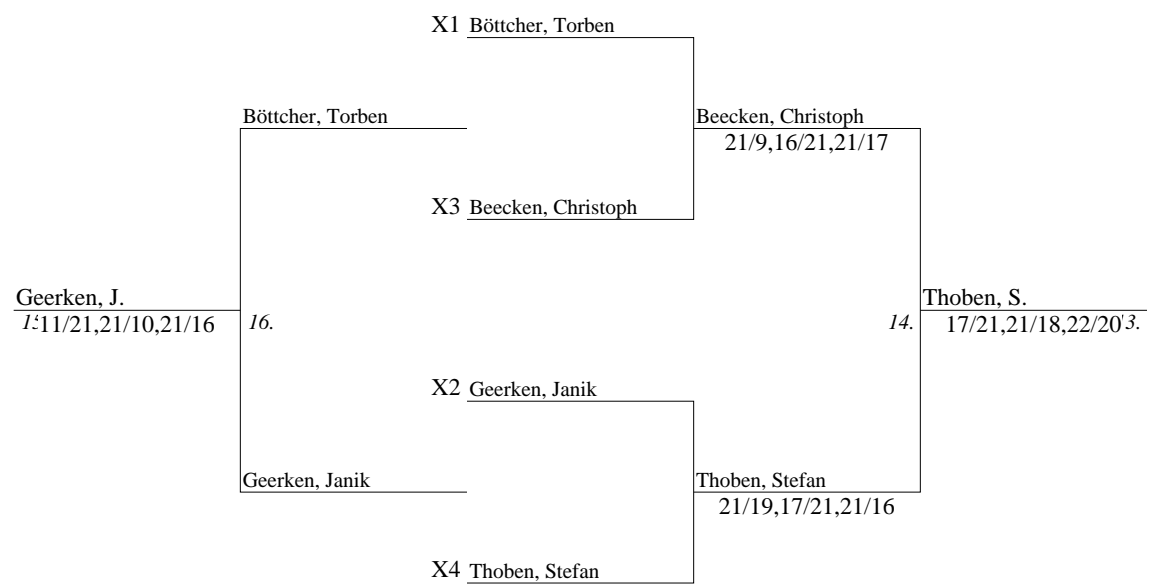 X1 Böttcher, Torben
Böttcher, Torben
Beecken, Christoph
21/9,16/21,21/17
X3 Beecken, Christoph
Geerken, J.
11/21,21/10,21/16
16.
Thoben, S.
14.
17/21,21/18,22/20
X2 Geerken, Janik
Geerken, Janik
Thoben, Stefan
21/19,17/21,21/16
X4 Thoben, Stefan